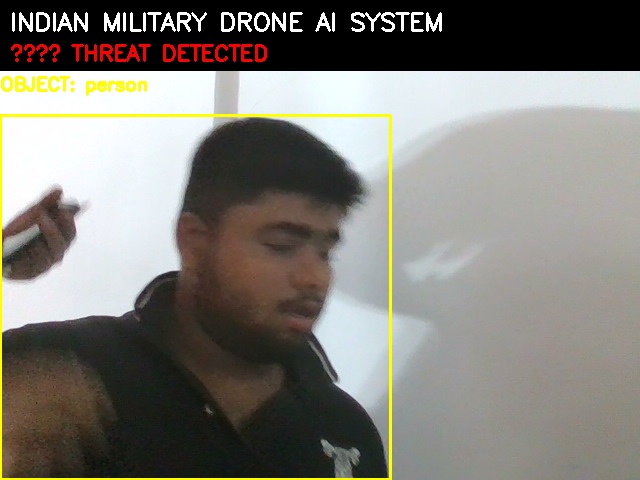 INDIAN MILITARY DRONE AI SYSTEM
???? THREAT DETECTED
OBJECT: person